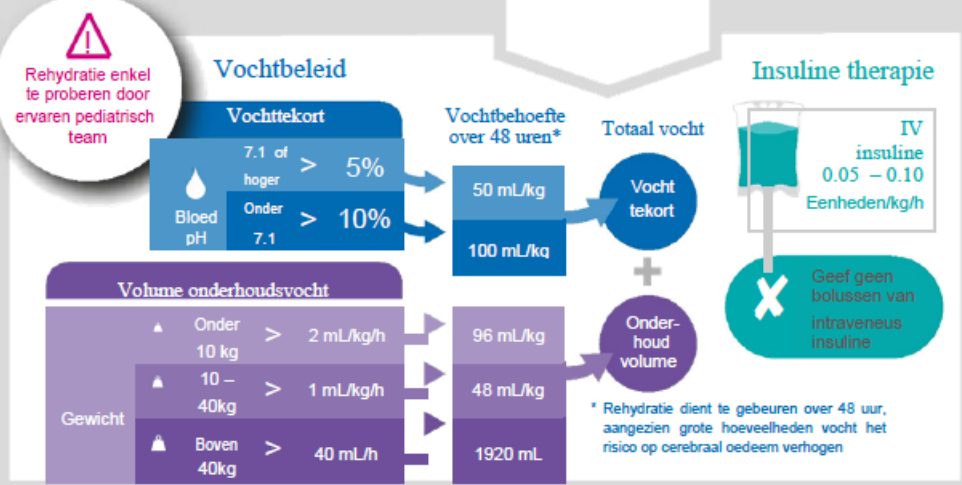 Rehydratie enkel
te proberen door
ervaren pediatrisch
team
Vochtbeleid
Vochttekort
Bloed
pH
7.1 of
hoger
> 5%
Onder
7.1
> 10%
Vochtbehoefte
over 48 uren*
50 mL/kg
100 mL/kg
Totaal vocht
Vocht
tekort
+
Onder-
houd
volume
Volume onderhoudsvocht
Gewicht
Onder
10 kg
> 2 mL/kg/h
96 mL/kg
10 –
40kg
> 1 mL/kg/h
48 mL/kg
Boven
40kg
> 40 mL/h
1920 mL
* Rehydratie dient te gebeuren over 48 uur,
aangezien grote hoeveelheden vocht het
risico op cerebraal oedeem verhogen
Insuline therapie
IV
insuline
0.05 – 0.10
Eenheden/kg/h
Geef geen
bolussen van
intraveneus
insuline